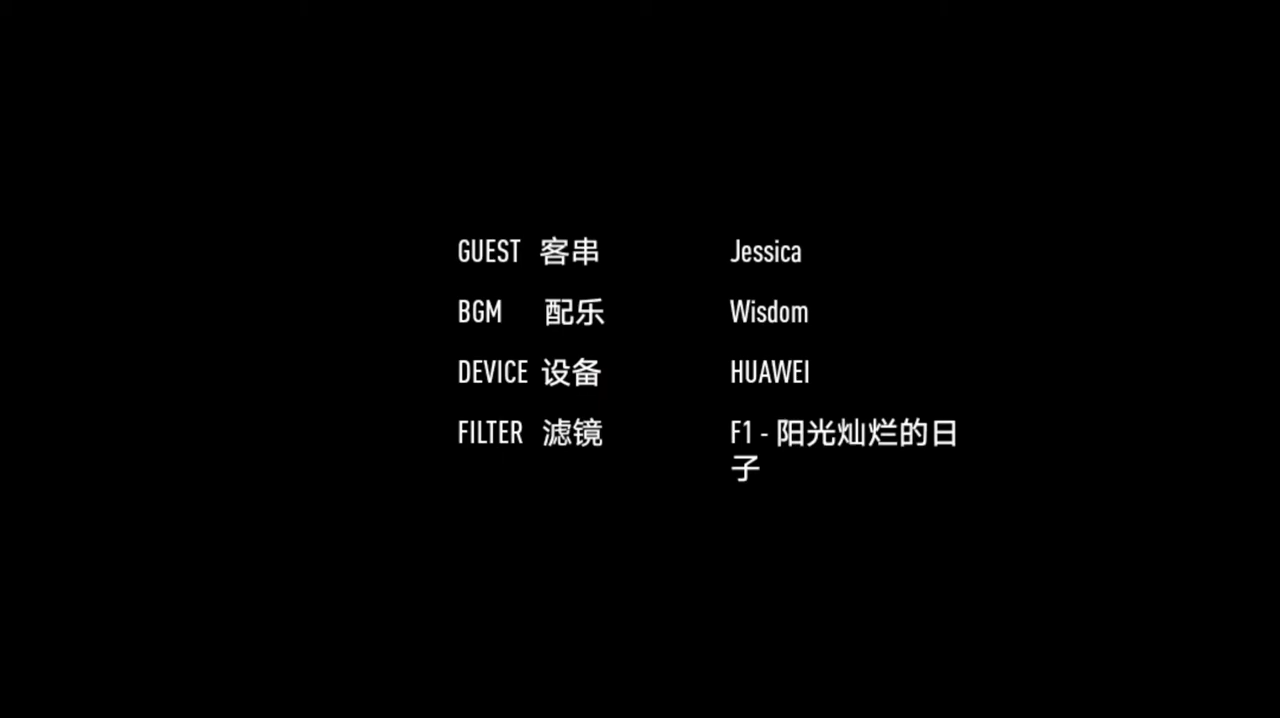 GUEST 客串 Jessica
BGM 配乐 Wisdom
DEVICE 设备 HUAWEI
FILTER 滤镜 F1 - 阳光灿烂的日
子